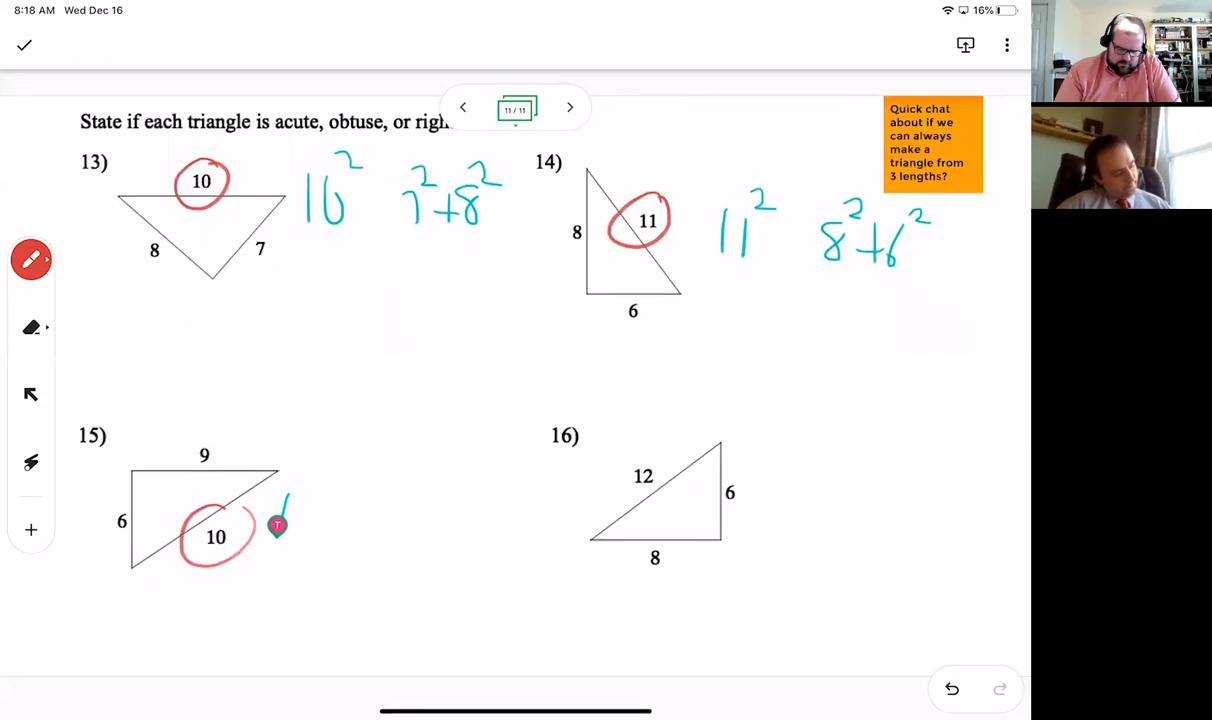 8:18 AM Wed Dec 16
16%
11 / 11
State if each triangle is acute, obtuse, or
Quick chat
about if we
can always
make a
triangle from
3 lengths?
13)
10
8
7
10² 7²+8²
14)
8
11
6
11² 8²+6²
15)
9
6
10
T
16)
12
6
8